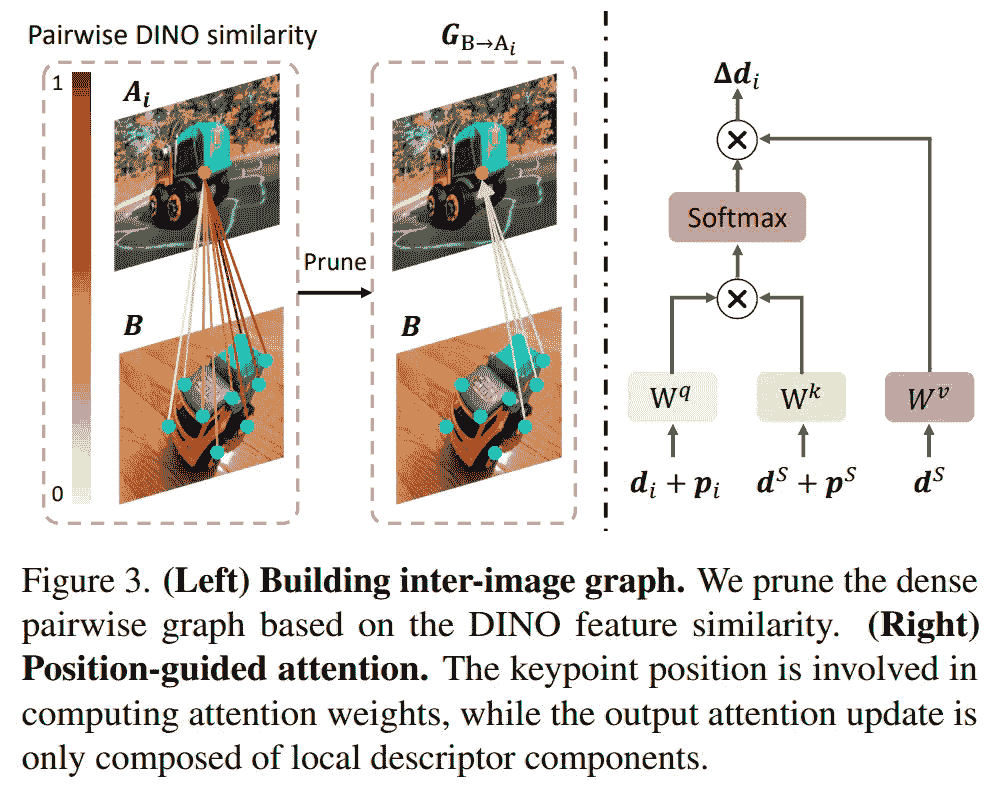 Pairwise DINO similarity
G_{B→A_i}
1
A_i
B
0
Prune
B
Δd_i
Softmax
W^q
W^k
W^v
d_i + p_i
d^S + p^S
d^S
Figure 3. (Left) Building inter-image graph. We prune the dense
pairwise graph based on the DINO feature similarity. (Right)
Position-guided attention. The keypoint position is involved in
computing attention weights, while the output attention update is
only composed of local descriptor components.